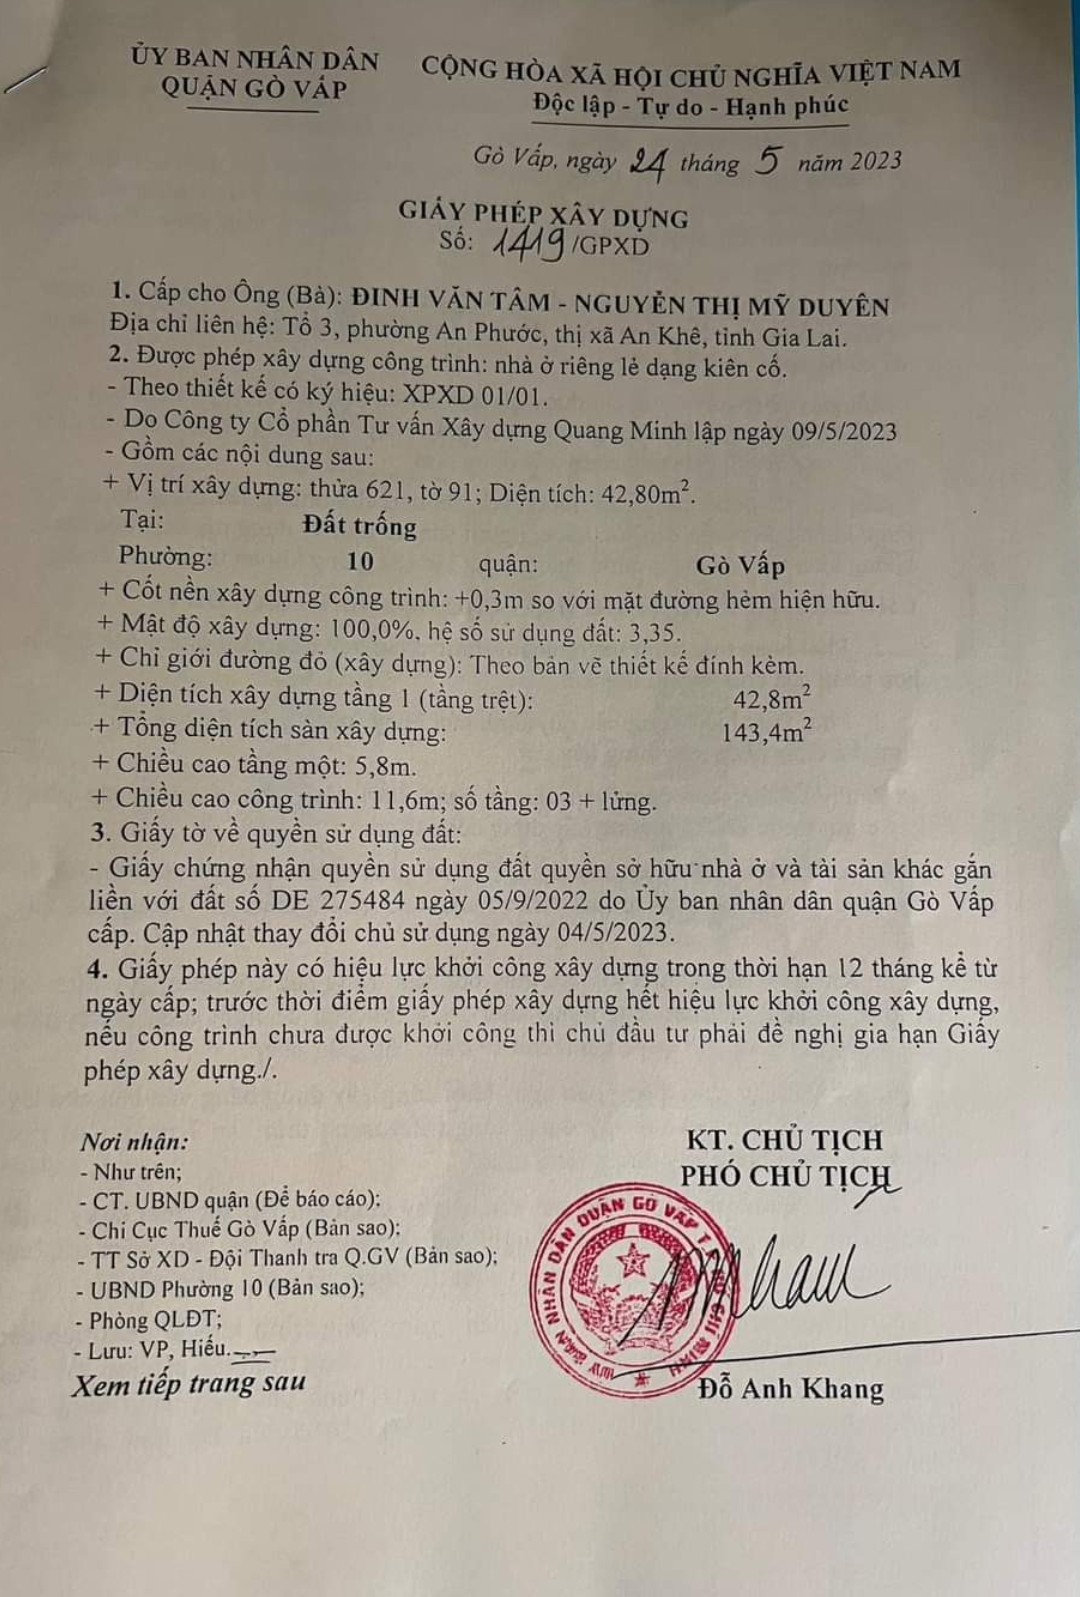 ỦY BAN NHÂN DÂN
QUẬN GÒ VẤP
CỘNG HÒA XÃ HỘI CHỦ NGHĨA VIỆT NAM
Độc lập - Tự do - Hạnh phúc
Gò Vấp, ngày 24 tháng 5 năm 2023
GIẤY PHÉP XÂY DỰNG
Số: 1419/GPXD
1. Cấp cho Ông (Bà): ĐINH VĂN TÂM - NGUYỄN THỊ MỸ DUYÊN
Địa chỉ liên hệ: Tổ 3, phường An Phước, thị xã An Khê, tỉnh Gia Lai.
2. Được phép xây dựng công trình: nhà ở riêng lẻ dạng kiên cố.
- Theo thiết kế có ký hiệu: XPXD 01/01.
- Do Công ty Cổ phần Tư vấn Xây dựng Quang Minh lập ngày 09/5/2023
- Gồm các nội dung sau:
+ Vị trí xây dựng: thửa 621, tờ 91; Diện tích: 42,80m².
Tại: Đất trống
Phường: 10 quận: Gò Vấp
+ Cốt nền xây dựng công trình: +0,3m so với mặt đường hẻm hiện hữu.
+ Mật độ xây dựng: 100,0%, hệ số sử dụng đất: 3,35.
+ Chỉ giới đường đỏ (xây dựng): Theo bản vẽ thiết kế đính kèm.
+ Diện tích xây dựng tầng 1 (tầng trệt): 42,8m²
+ Tổng diện tích sàn xây dựng: 143,4m²
+ Chiều cao tầng một: 5,8m.
+ Chiều cao công trình: 11,6m; số tầng: 03 + lửng.
3. Giấy tờ về quyền sử dụng đất:
- Giấy chứng nhận quyền sử dụng đất quyền sở hữu nhà ở và tài sản khác gắn
liền với đất số DE 275484 ngày 05/9/2022 do Ủy ban nhân dân quận Gò Vấp
cấp. Cập nhật thay đổi chủ sử dụng ngày 04/5/2023.
4. Giấy phép này có hiệu lực khởi công xây dựng trong thời hạn 12 tháng kể từ
ngày cấp; trước thời điểm giấy phép xây dựng hết hiệu lực khởi công xây dựng,
nếu công trình chưa được khởi công thì chủ đầu tư phải đề nghị gia hạn Giấy
phép xây dựng./.
Nơi nhận:
- Như trên;
- CT. UBND quận (Để báo cáo);
- Chi Cục Thuế Gò Vấp (Bản sao);
- TT Sở XD - Đội Thanh tra Q.GV (Bản sao);
- UBND Phường 10 (Bản sao);
- Phòng QLĐT;
- Lưu: VP, Hiếu.
Xem tiếp trang sau
KT. CHỦ TỊCH
PHÓ CHỦ TỊCH
NHÂN DÂN QUẬN GÒ VẤP
Đỗ Anh Khang